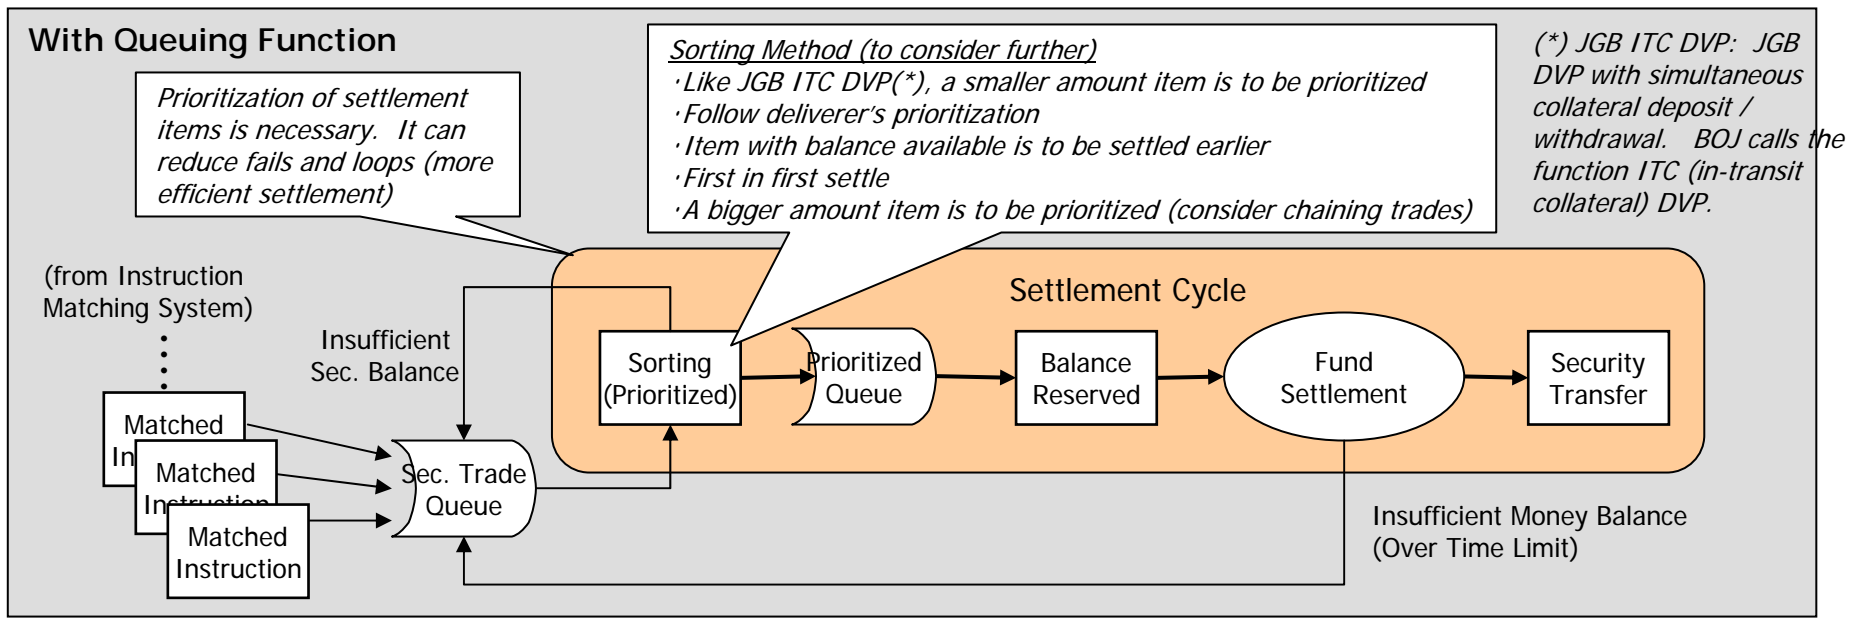 With Queuing Function
Prioritization of settlement
items is necessary.  It can
reduce fails and loops (more
efficient settlement)
Sorting Method (to consider further)
・Like JGB ITC DVP(*), a smaller amount item is to be prioritized
・Follow deliverer's prioritization
・Item with balance available is to be settled earlier
・First in first settle
・A bigger amount item is to be prioritized (consider chaining trades)
(*) JGB ITC DVP:  JGB
DVP with simultaneous
collateral deposit /
withdrawal.  BOJ calls the
function ITC (in-transit
collateral) DVP.
(from Instruction
Matching System)
Insufficient
Sec. Balance
Settlement Cycle
Sorting
(Prioritized)
Prioritized
Queue
Balance
Reserved
Fund
Settlement
Security
Transfer
Matched
In
Matched
Instruction
Matched
Instruction
Sec. Trade
Queue
Insufficient Money Balance
(Over Time Limit)